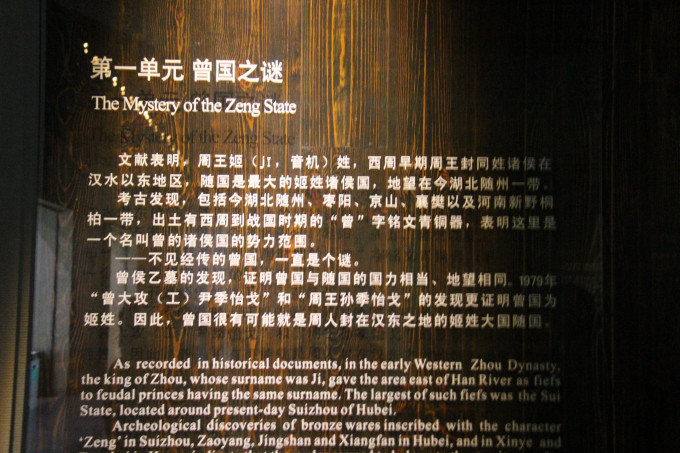 第一单元 曾国之谜
The Mystery of the Zeng State
文献表明，周王姬（JI，音机）姓，西周早期周王封同姓诸侯在
汉水以东地区，随国是最大的姬姓诸侯国，地望在今湖北随州一带。
考古发现，包括今湖北随州、枣阳、京山、襄樊以及河南新野桐
柏一带，出土有西周到战国时期的“曾”字铭文青铜器，表明这里是
一个名叫曾的诸侯国的势力范围。
——不见经传的曾国，一直是个谜。
曾侯乙墓的发现，证明曾国与随国的国力相当、地望相同。1979年
“曾大攻（工）尹季怡戈”和“周王孙季怡戈”的发现更证明曾国为
姬姓。因此，曾国很有可能就是周人封在汉东之地的姬姓大国随国。
As recorded in historical documents, in the early Western Zhou Dynasty,
the king of Zhou, whose surname was Ji, gave the area east of Han River as fiefs
to feudal princes having the same surname. The largest of such fiefs was the Sui
State, located around present-day Suizhou of Hubei.
Archeological discoveries of bronze wares inscribed with the character
‘Zeng’ in Suizhou, Zaoyang, Jingshan and Xiangfan in Hubei, and in Xinye and